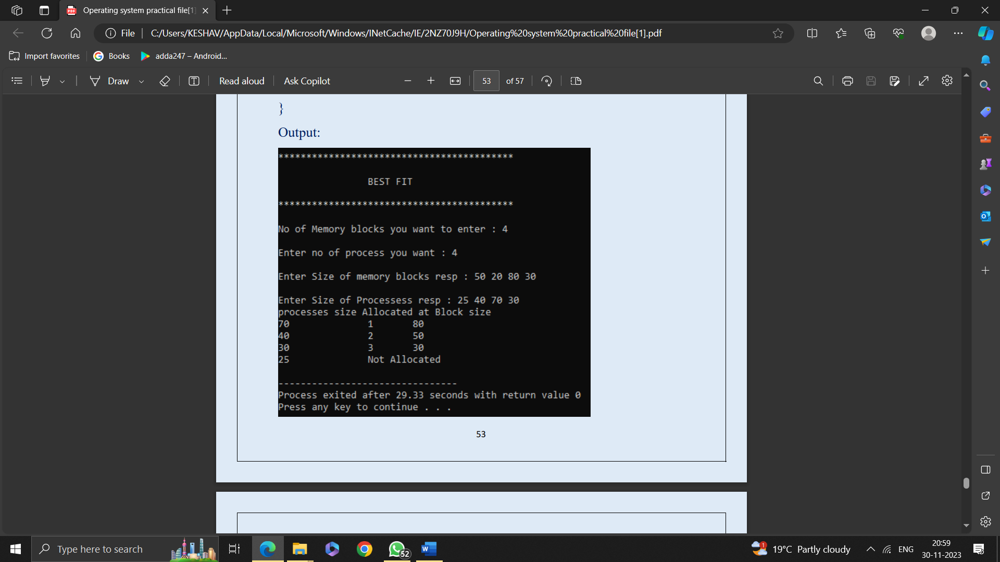 Operating system practical file[1]
File
C:/Users/KESHAV/AppData/Local/Microsoft/Windows/INetCache/IE/2NZ70J9H/Operating%20system%20practical%20file[1].pdf
Import favorites
Books
adda247 – Android...
Draw
Read aloud
Ask Copilot
53 of 57
}
Output:
******************************************
BEST FIT
******************************************
No of Memory blocks you want to enter : 4
Enter no of process you want : 4
Enter Size of memory blocks resp : 50 20 80 30
Enter Size of Processess resp : 25 40 70 30
processes size Allocated at Block size
70 1 80
40 2 50
30 3 30
25 Not Allocated
--------------------------------
Process exited after 29.33 seconds with return value 0
Press any key to continue . . .
53
Type here to search
52
1
19°C Partly cloudy
ENG
20:59
30-11-2023